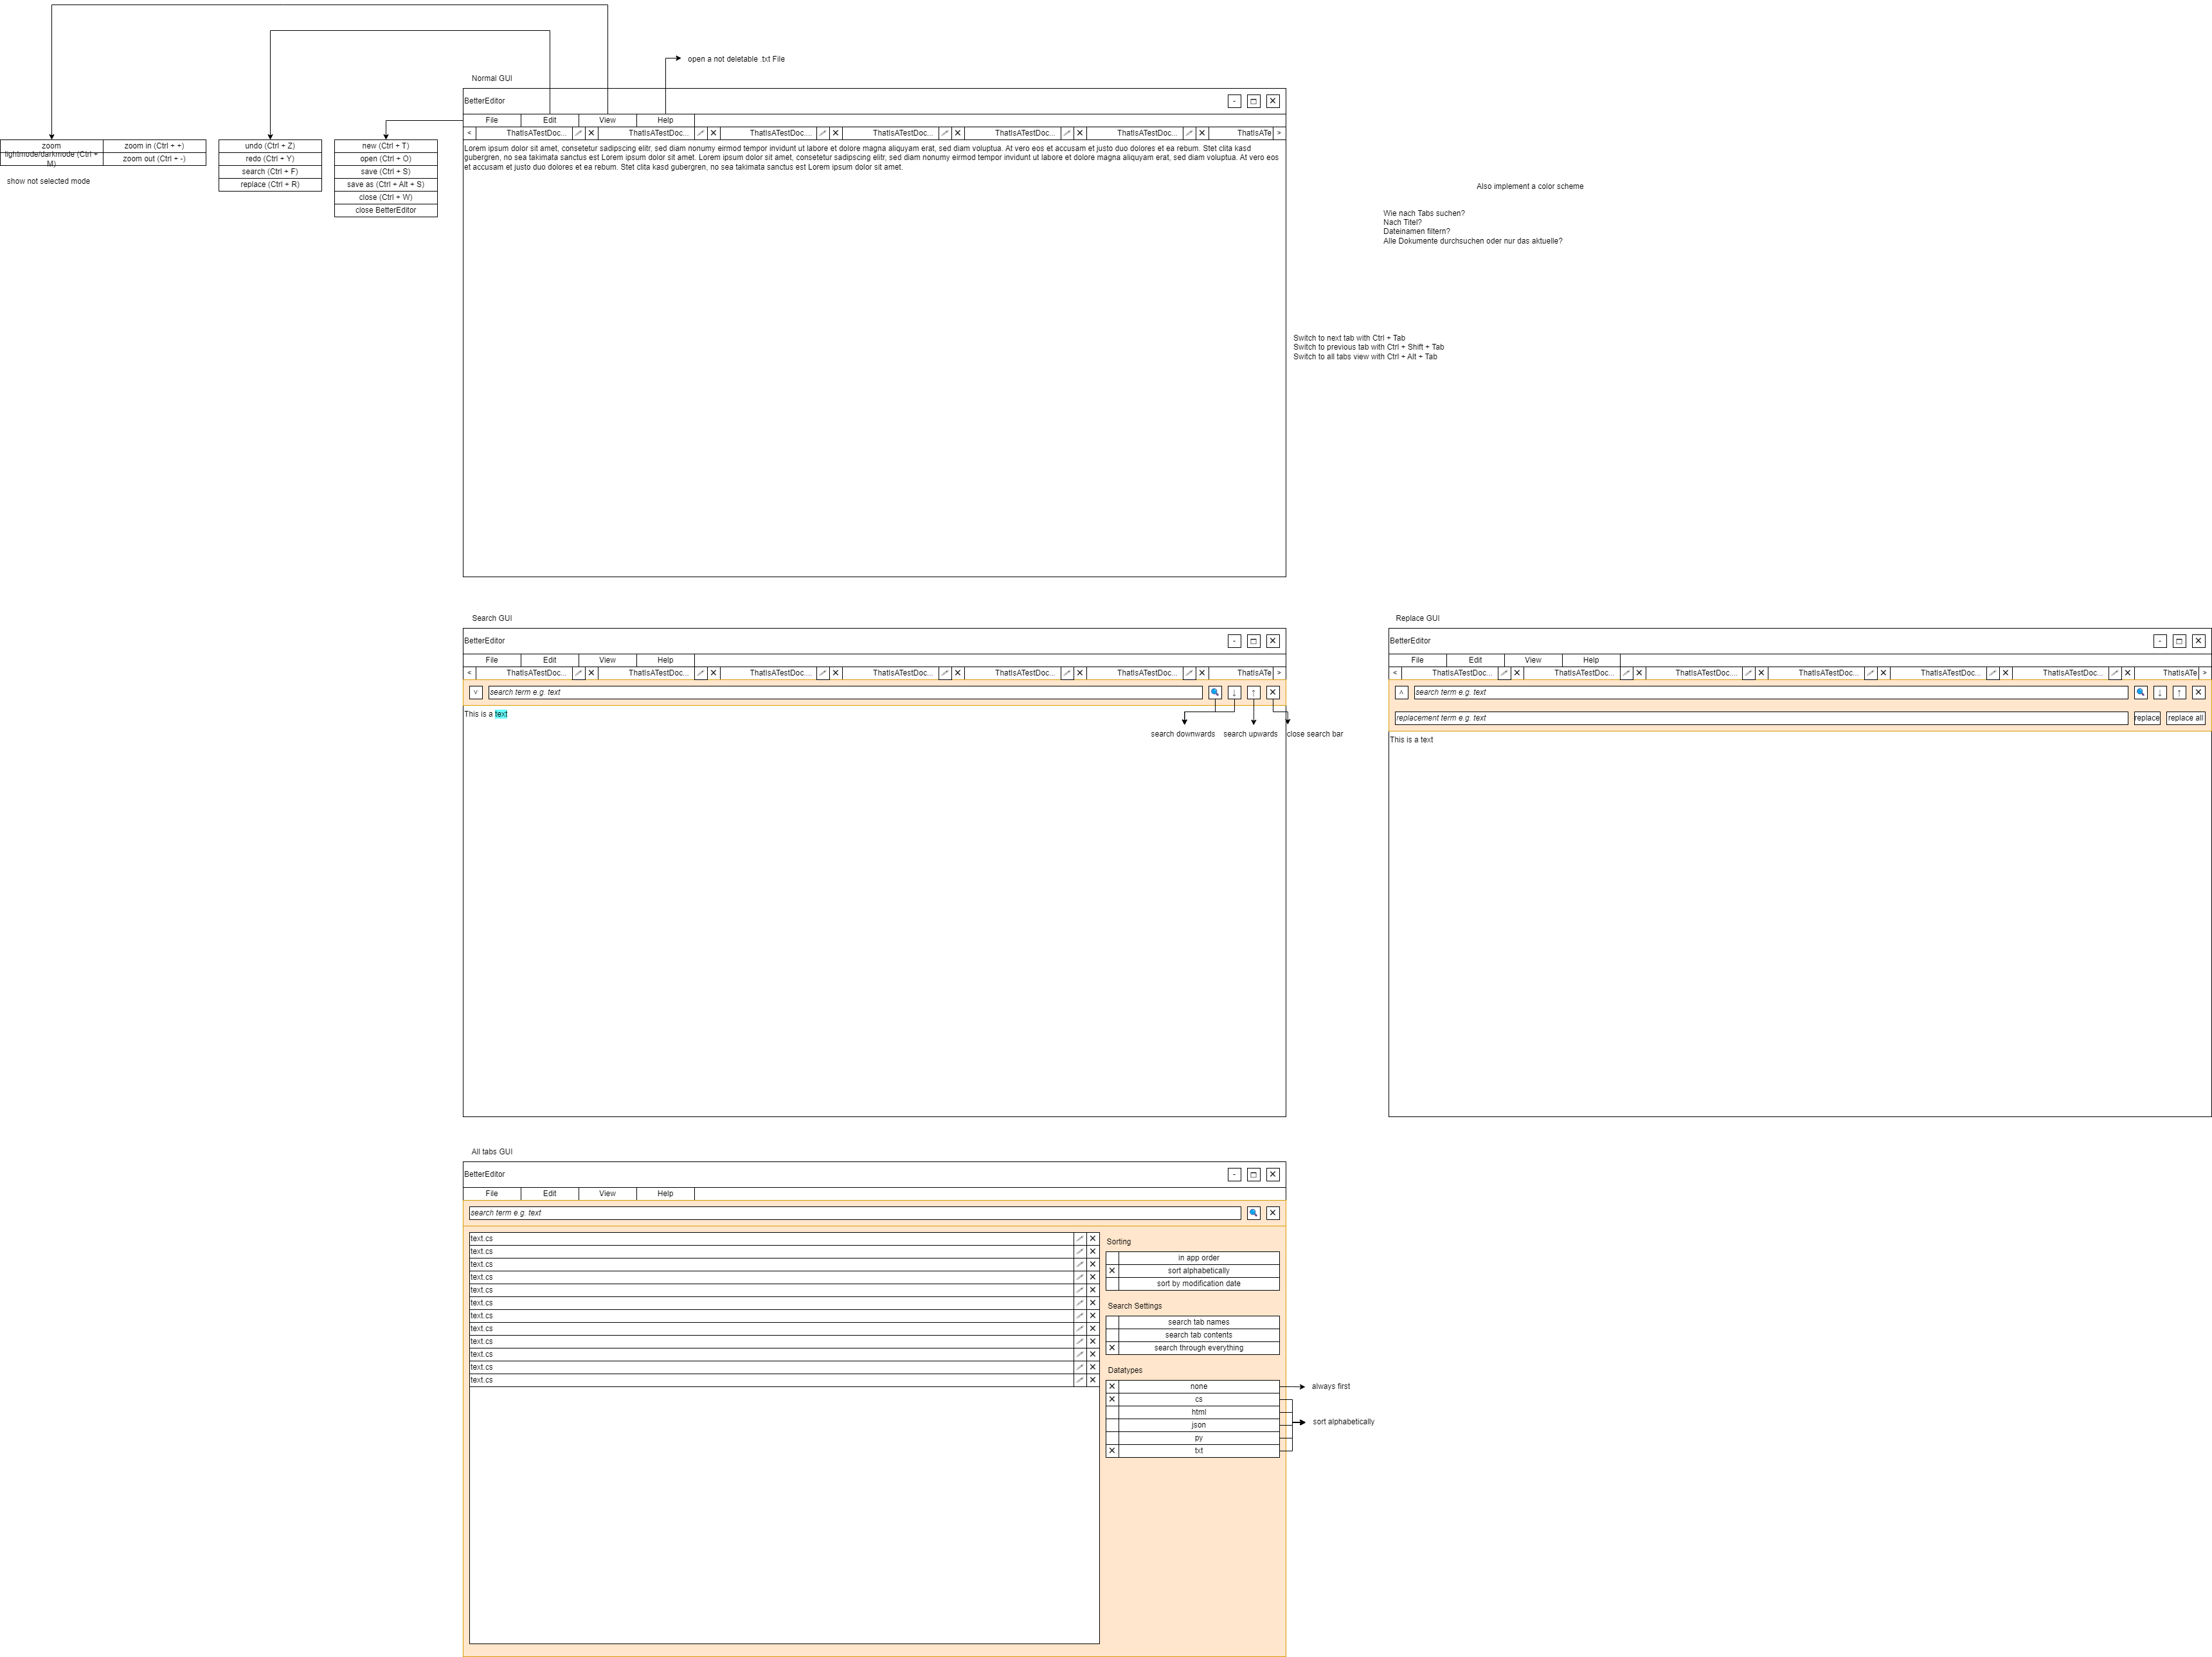 open a not deletable .txt File
Normal GUI
BetterEditor
-
File Edit View Help
< ThatIsATestDoc... ThatIsATestDoc... ThatIsATestDoc.... ThatIsATestDoc... ThatIsATestDoc... ThatIsATestDoc... ThatIsATe >
Lorem ipsum dolor sit amet, consetetur sadipscing elitr, sed diam nonumy eirmod tempor invidunt ut labore et dolore magna aliquyam erat, sed diam voluptua. At vero eos et accusam et justo duo dolores et ea rebum. Stet clita kasd
gubergren, no sea takimata sanctus est Lorem ipsum dolor sit amet. Lorem ipsum dolor sit amet, consetetur sadipscing elitr, sed diam nonumy eirmod tempor invidunt ut labore et dolore magna aliquyam erat, sed diam voluptua. At vero eos
et accusam et justo duo dolores et ea rebum. Stet clita kasd gubergren, no sea takimata sanctus est Lorem ipsum dolor sit amet.
zoom
lightmode/darkmode (Ctrl +
M)
zoom in (Ctrl + +)
zoom out (Ctrl + -)
show not selected mode
undo (Ctrl + Z)
redo (Ctrl + Y)
search (Ctrl + F)
replace (Ctrl + R)
new (Ctrl + T)
open (Ctrl + O)
save (Ctrl + S)
save as (Ctrl + Alt + S)
close (Ctrl + W)
close BetterEditor
Also implement a color scheme
Wie nach Tabs suchen?
Nach Titel?
Dateinamen filtern?
Alle Dokumente durchsuchen oder nur das aktuelle?
Switch to next tab with Ctrl + Tab
Switch to previous tab with Ctrl + Shift + Tab
Switch to all tabs view with Ctrl + Alt + Tab
Search GUI
BetterEditor
-
File Edit View Help
< ThatIsATestDoc... ThatIsATestDoc... ThatIsATestDoc.... ThatIsATestDoc... ThatIsATestDoc... ThatIsATestDoc... ThatIsATe >
v search term e.g. text ↓ ↑
This is a text
search downwards search upwards close search bar
Replace GUI
BetterEditor
-
File Edit View Help
< ThatIsATestDoc... ThatIsATestDoc... ThatIsATestDoc.... ThatIsATestDoc... ThatIsATestDoc... ThatIsATestDoc... ThatIsATe >
^ search term e.g. text ↓ ↑
replacement term e.g. text replace replace all
This is a text
All tabs GUI
BetterEditor
-
File Edit View Help
search term e.g. text
text.cs
text.cs
text.cs
text.cs
text.cs
text.cs
text.cs
text.cs
text.cs
text.cs
text.cs
text.cs
Sorting
in app order
sort alphabetically
sort by modification date
Search Settings
search tab names
search tab contents
search through everything
Datatypes
none
cs
html
json
py
txt
always first
sort alphabetically